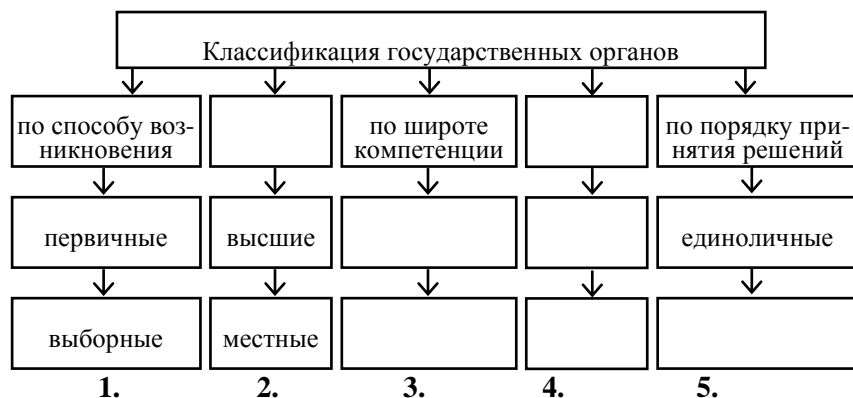 Классификация государственных органов
по способу воз-
никновения
по широте
компетенции
по порядку при-
нятия решений
первичные
высшие
единоличные
выборные
местные
1.
2.
3.
4.
5.